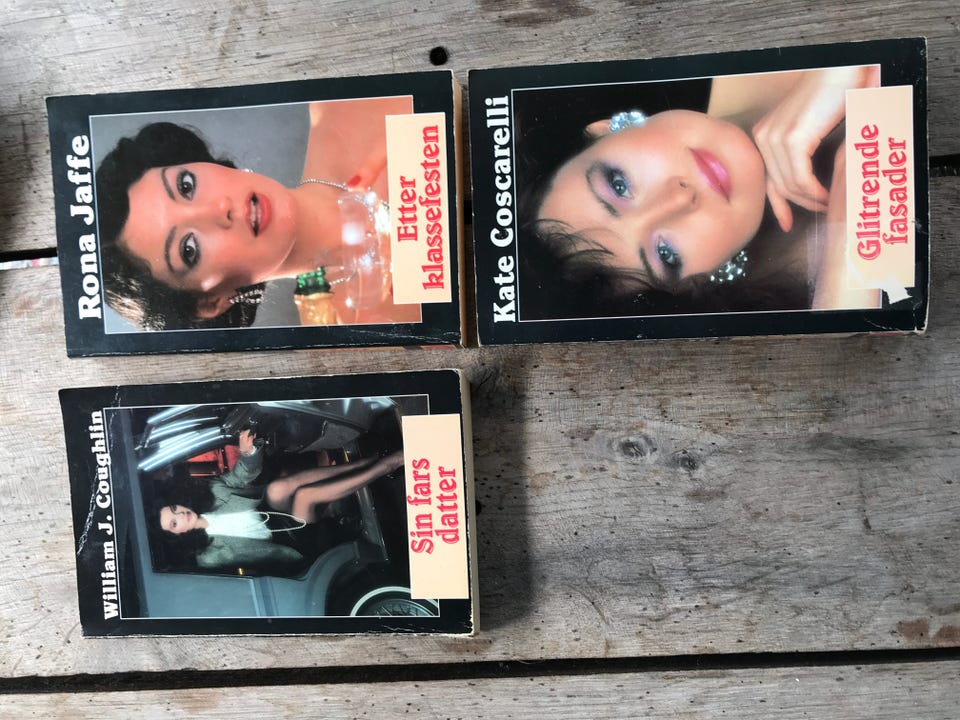 Rona Jaffe
Etter
klassefesten
Kate Coscarelli
Glitrende
fasader
William J. Coughlin
Sin fars
datter